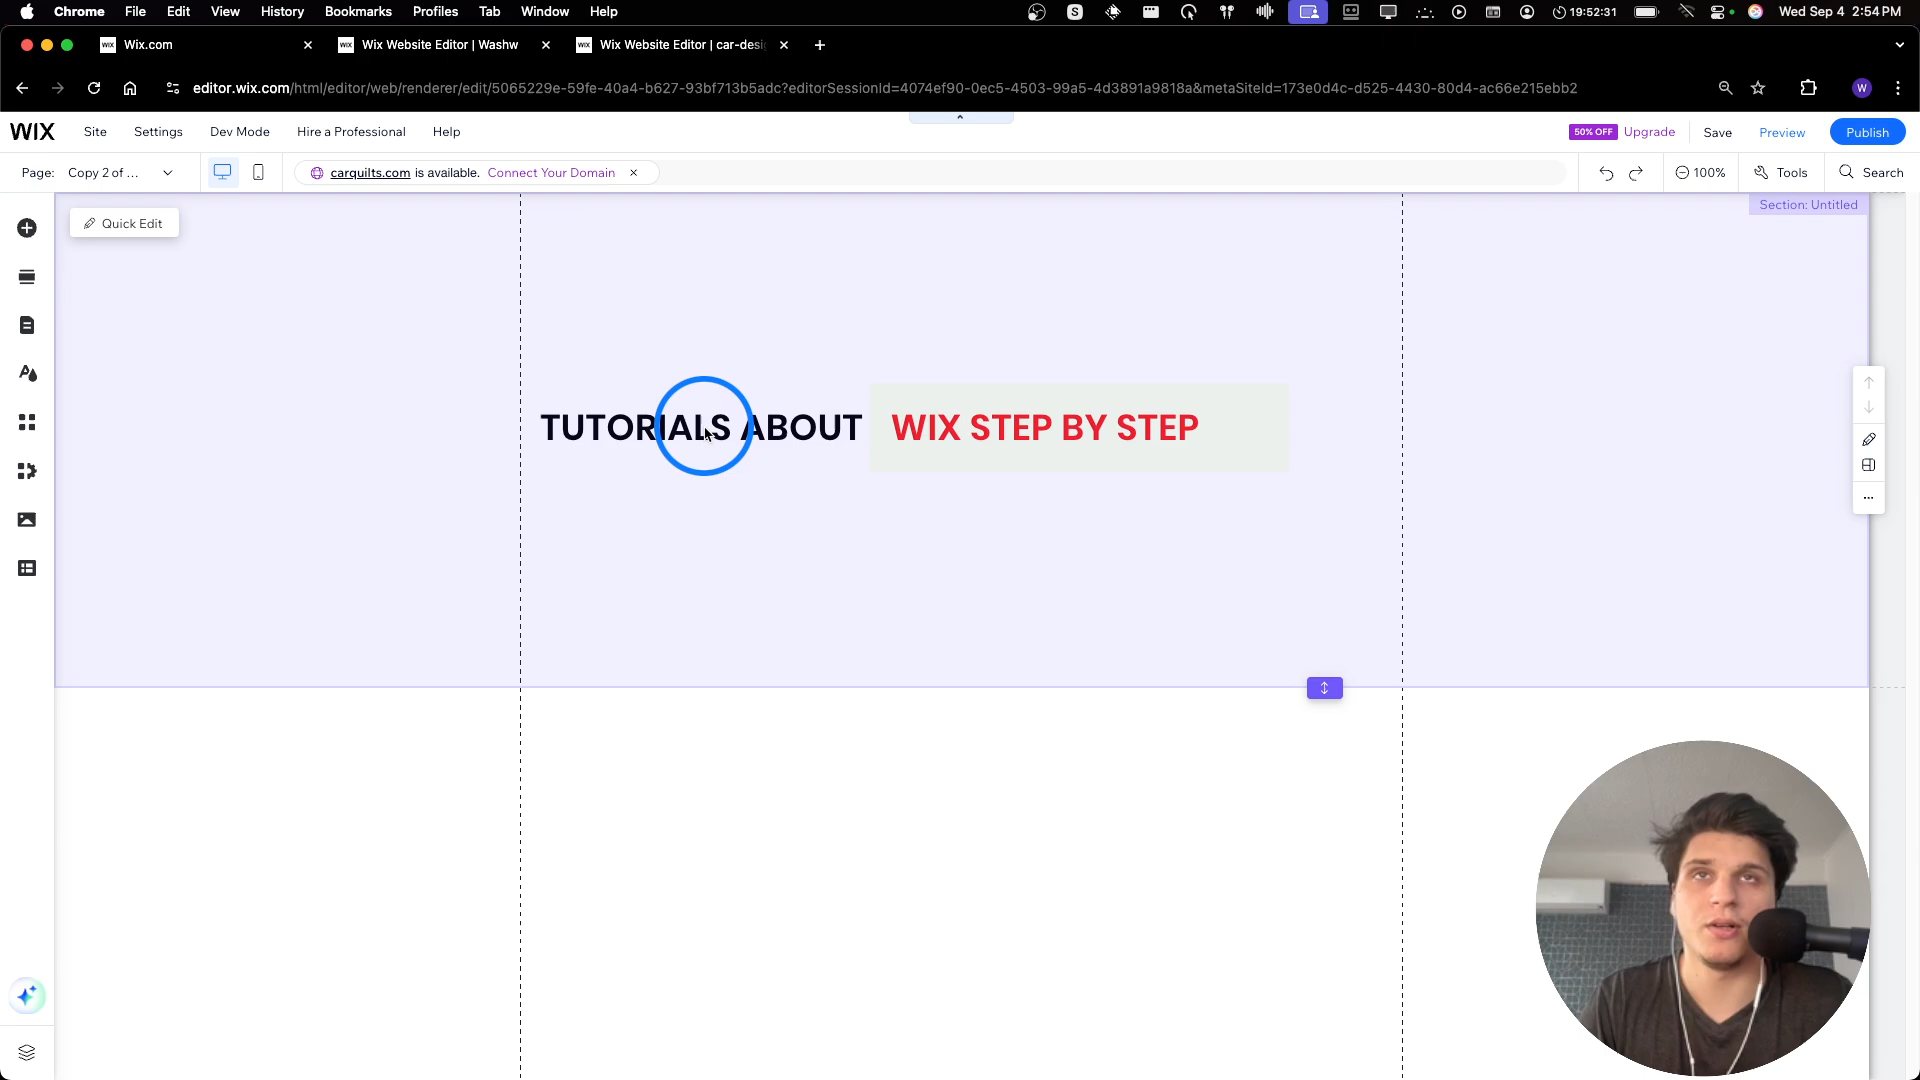 Chrome File Edit View History Bookmarks Profiles Tab Window Help
S 19:52:31 Wed Sep 4 2:54 PM
WIX Wix.com WIX Wix Website Editor | Washw WIX Wix Website Editor | car-desi
editor.wix.com/html/editor/web/renderer/edit/5065229e-59fe-40a4-b627-93bf713b5adc?editorSessionId=4074ef90-0ec5-4503-99a5-4d3891a9818a&metaSiteId=173e0d4c-d525-4430-80d4-ac66e215ebb2 W
WIX Site Settings Dev Mode Hire a Professional Help 50% OFF Upgrade Save Preview Publish
Page: Copy 2 of ... carquilts.com is available. Connect Your Domain 100% Tools Search
Section: Untitled
Quick Edit
TUTORIALS ABOUT WIX STEP BY STEP